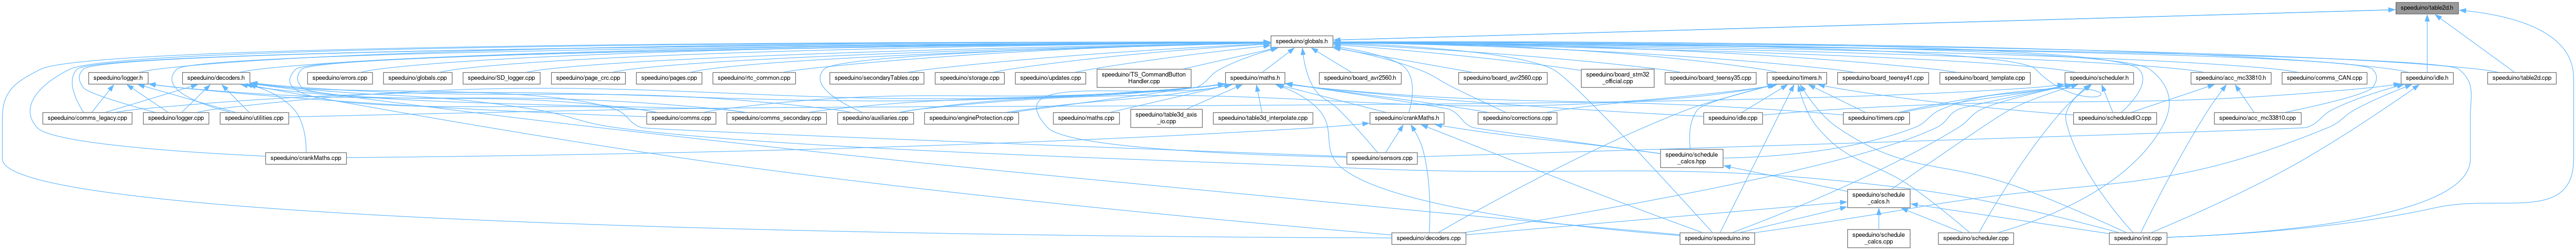 speeduino/table2d.h
speeduino/globals.h
speeduino/logger.h
speeduino/decoders.h
speeduino/errors.cpp
speeduino/globals.cpp
speeduino/SD_logger.cpp
speeduino/page_crc.cpp
speeduino/pages.cpp
speeduino/rtc_common.cpp
speeduino/secondaryTables.cpp
speeduino/storage.cpp
speeduino/updates.cpp
speeduino/TS_CommandButton
Handler.cpp
speeduino/maths.h
speeduino/board_avr2560.h
speeduino/board_avr2560.cpp
speeduino/board_stm32
_official.cpp
speeduino/board_teensy35.cpp
speeduino/timers.h
speeduino/board_teensy41.cpp
speeduino/board_template.cpp
speeduino/scheduler.h
speeduino/acc_mc33810.h
speeduino/comms_CAN.cpp
speeduino/idle.h
speeduino/table2d.cpp
speeduino/comms_legacy.cpp
speeduino/logger.cpp
speeduino/utilities.cpp
speeduino/comms.cpp
speeduino/comms_secondary.cpp
speeduino/auxiliaries.cpp
speeduino/engineProtection.cpp
speeduino/maths.cpp
speeduino/table3d_axis
_io.cpp
speeduino/table3d_interpolate.cpp
speeduino/crankMaths.h
speeduino/corrections.cpp
speeduino/idle.cpp
speeduino/timers.cpp
speeduino/scheduledIO.cpp
speeduino/acc_mc33810.cpp
speeduino/crankMaths.cpp
speeduino/sensors.cpp
speeduino/schedule
_calcs.hpp
speeduino/schedule
_calcs.h
speeduino/decoders.cpp
speeduino/speeduino.ino
speeduino/schedule
_calcs.cpp
speeduino/scheduler.cpp
speeduino/init.cpp